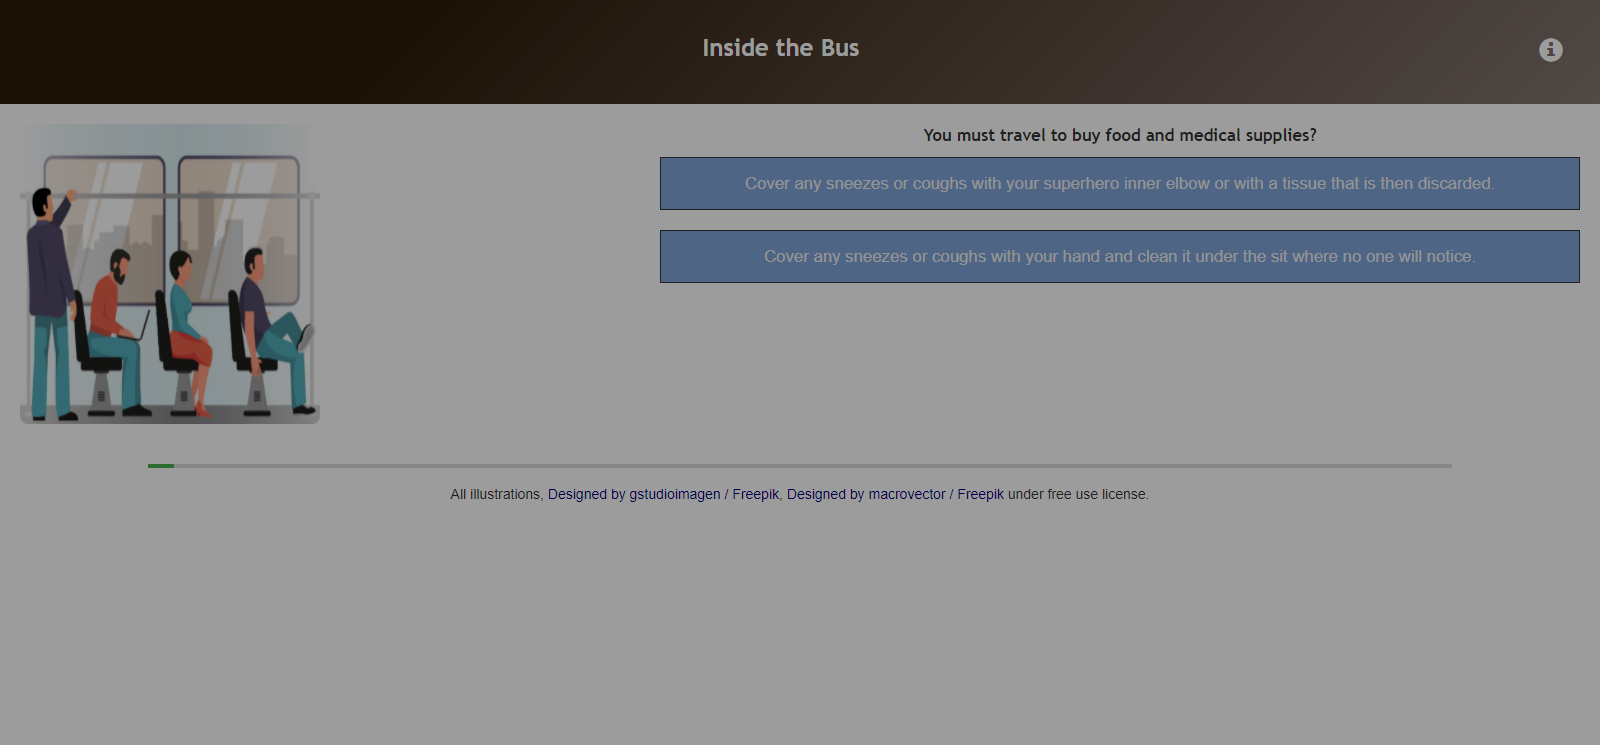 Inside the Bus
You must travel to buy food and medical supplies?
Cover any sneezes or coughs with your superhero inner elbow or with a tissue that is then discarded.
Cover any sneezes or coughs with your hand and clean it under the sit where no one will notice.
All illustrations, Designed by gstudioimagen / Freepik, Designed by macrovector / Freepik under free use license.